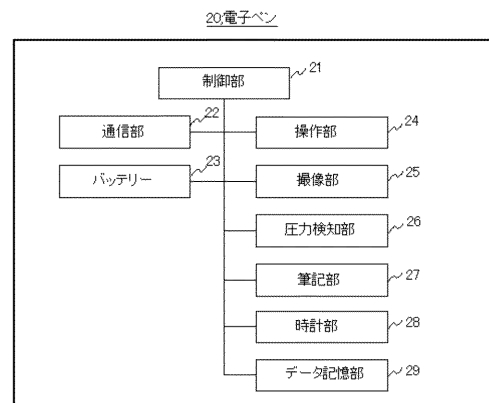 20;電子ペン
制御部 21
通信部 22
操作部 24
バッテリー 23
撮像部 25
圧力検知部 26
筆記部 27
時計部 28
データ記憶部 29